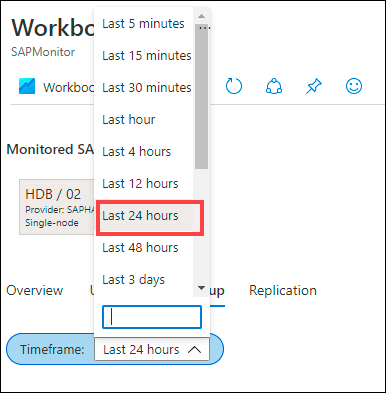 Workbo
SAPMonitor
Workboo
Monitored SA
HDB / 02
Provider: SAPHA
Single-node
Last 5 minutes
Last 15 minutes
Last 30 minutes
Last hour
Last 4 hours
Last 12 hours
Last 24 hours
Last 48 hours
Last 3 days
Overview
up
Replication
Timeframe:
Last 24 hours